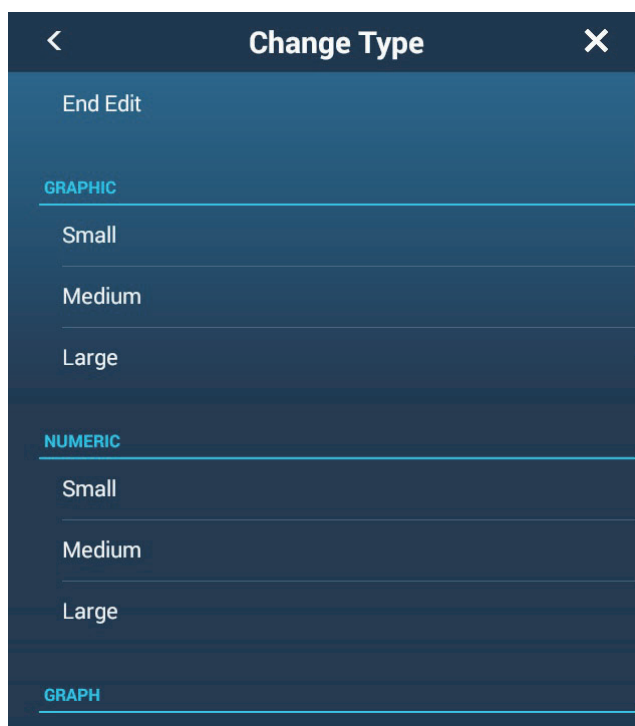 Change Type
End Edit
GRAPHIC
Small
Medium
Large
NUMERIC
Small
Medium
Large
GRAPH